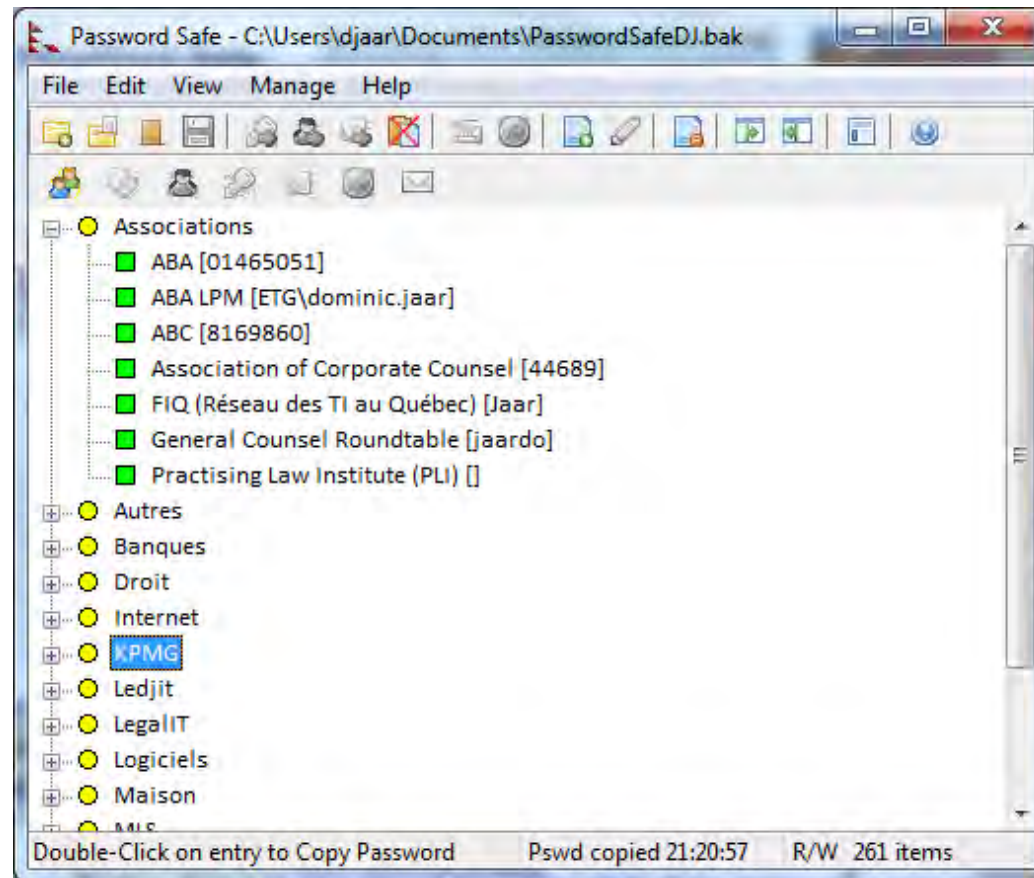 Password Safe - C:\Users\djaar\Documents\PasswordSafeDJ.bak
File Edit View Manage Help
Associations
ABA [01465051]
ABA LPM [ETG\dominic.jaar]
ABC [8169860]
Association of Corporate Counsel [44689]
FIQ (Réseau des TI au Québec) [Jaar]
General Counsel Roundtable [jaardo]
Practising Law Institute (PLI) []
Autres
Banques
Droit
Internet
KPMG
Ledjit
LegalIT
Logiciels
Maison
Double-Click on entry to Copy Password Pswd copied 21:20:57 R/W 261 items